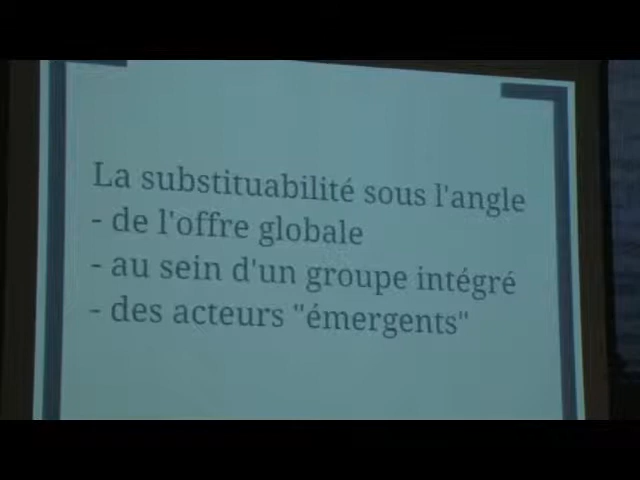 La substituabilité sous l'angle
- de l'offre globale
- au sein d'un groupe intégré
- des acteurs "émergents"